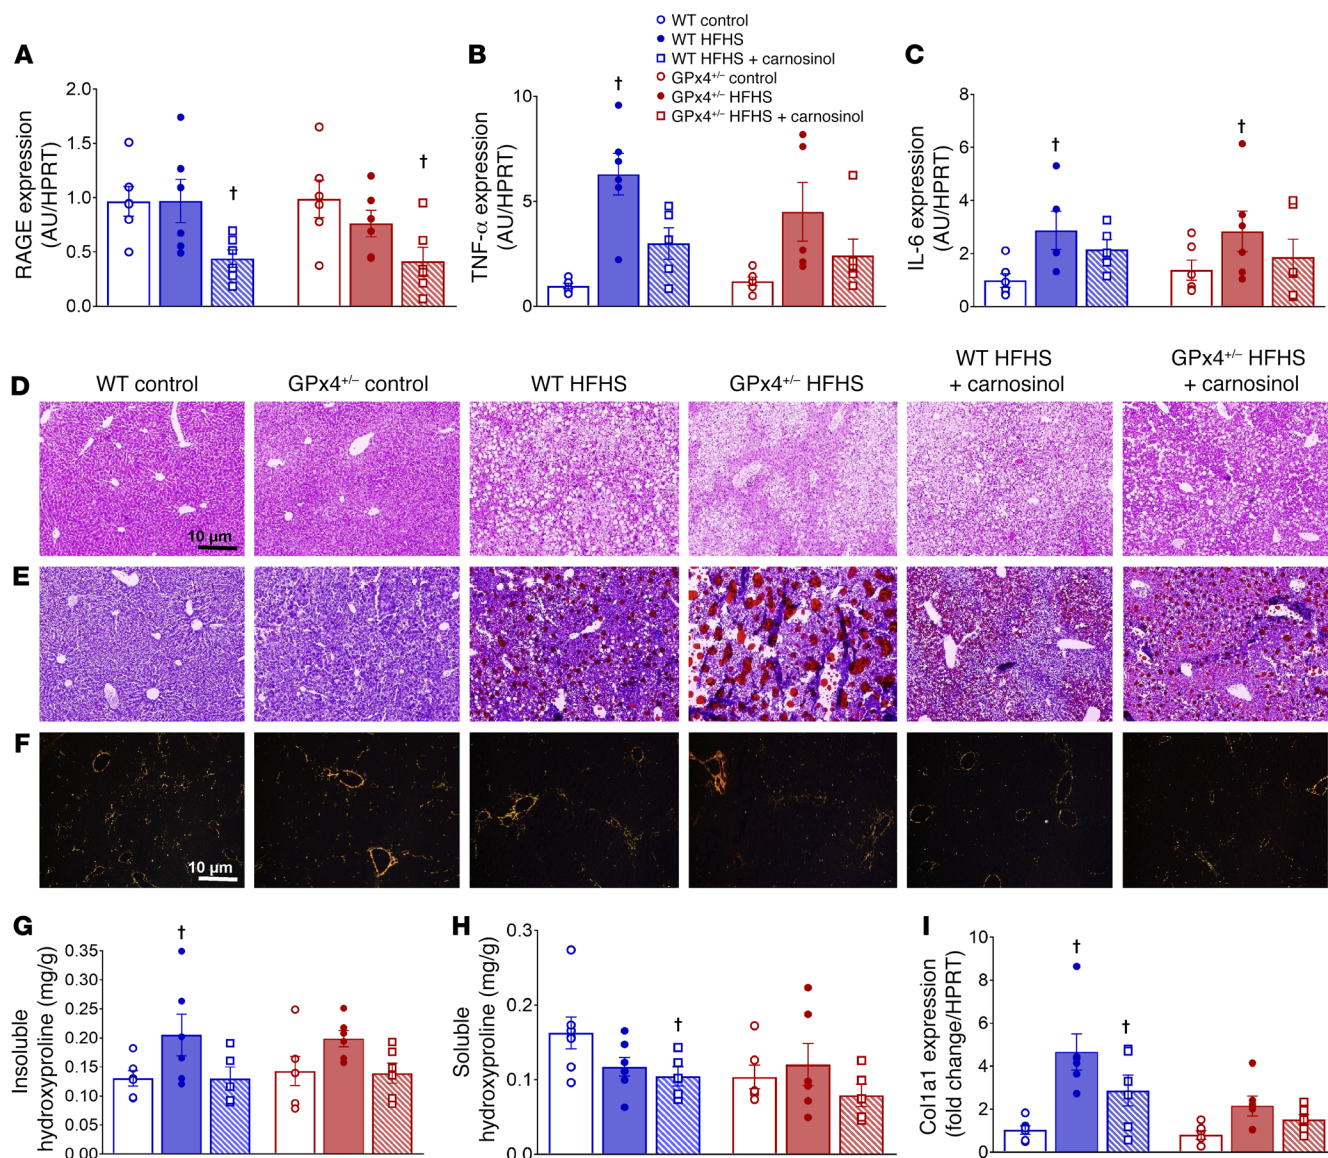 WT control
WT HFHS
WT HFHS + carnosinol
GPx4+/– control
GPx4+/– HFHS
GPx4+/– HFHS + carnosinol
A
RAGE expression
(AU/HPRT)
2.0
1.5
1.0
0.5
0.0
†
†
B
TNF-α expression
(AU/HPRT)
10
5
0
†
C
IL-6 expression
(AU/HPRT)
8
6
4
2
0
†
†
D
WT control
GPx4+/– control
WT HFHS
GPx4+/– HFHS
WT HFHS
+ carnosinol
GPx4+/– HFHS
+ carnosinol
10 µm
E
F
10 µm
G
Insoluble
hydroxyproline (mg/g)
0.35
0.30
0.25
0.20
0.15
0.10
0.05
0.00
†
H
Soluble
hydroxyproline (mg/g)
0.3
0.2
0.1
0.0
†
I
Col1a1 expression
(fold change/HPRT)
10
8
6
4
2
0
†
†